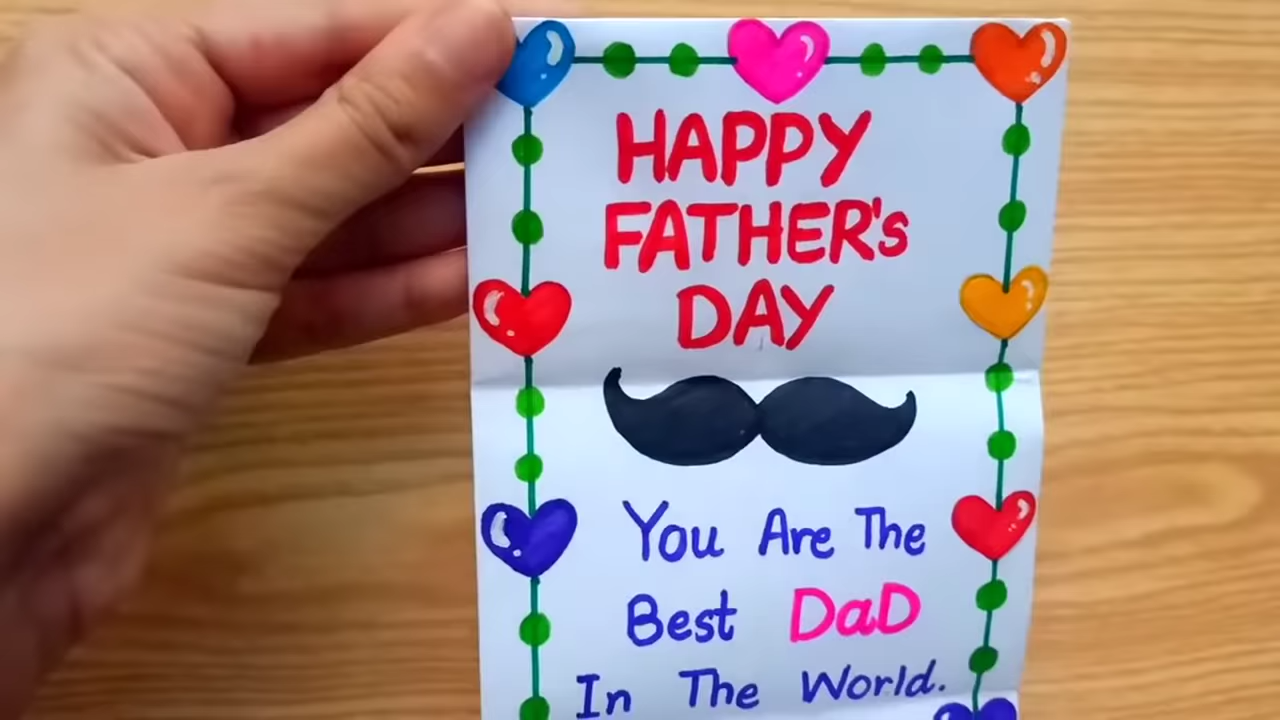 HAPPY
FATHER's
DAY
You Are The
Best DaD
In The World.